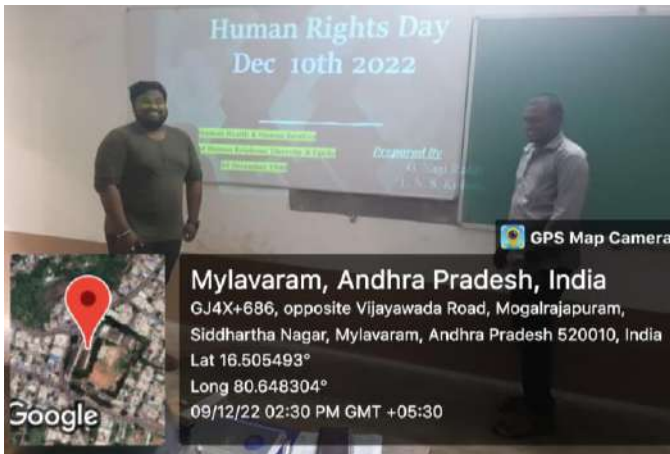 Human Rights Day
Dec 10th 2022
Human Health &
Prepared By
GPS Map Camera
Mylavaram, Andhra Pradesh, India
GJ4X+686, opposite Vijayawada Road, Mogalrajapuram,
Siddhartha Nagar, Mylavaram, Andhra Pradesh 520010, India
Lat 16.505493°
Long 80.648304°
09/12/22 02:30 PM GMT +05:30
Google